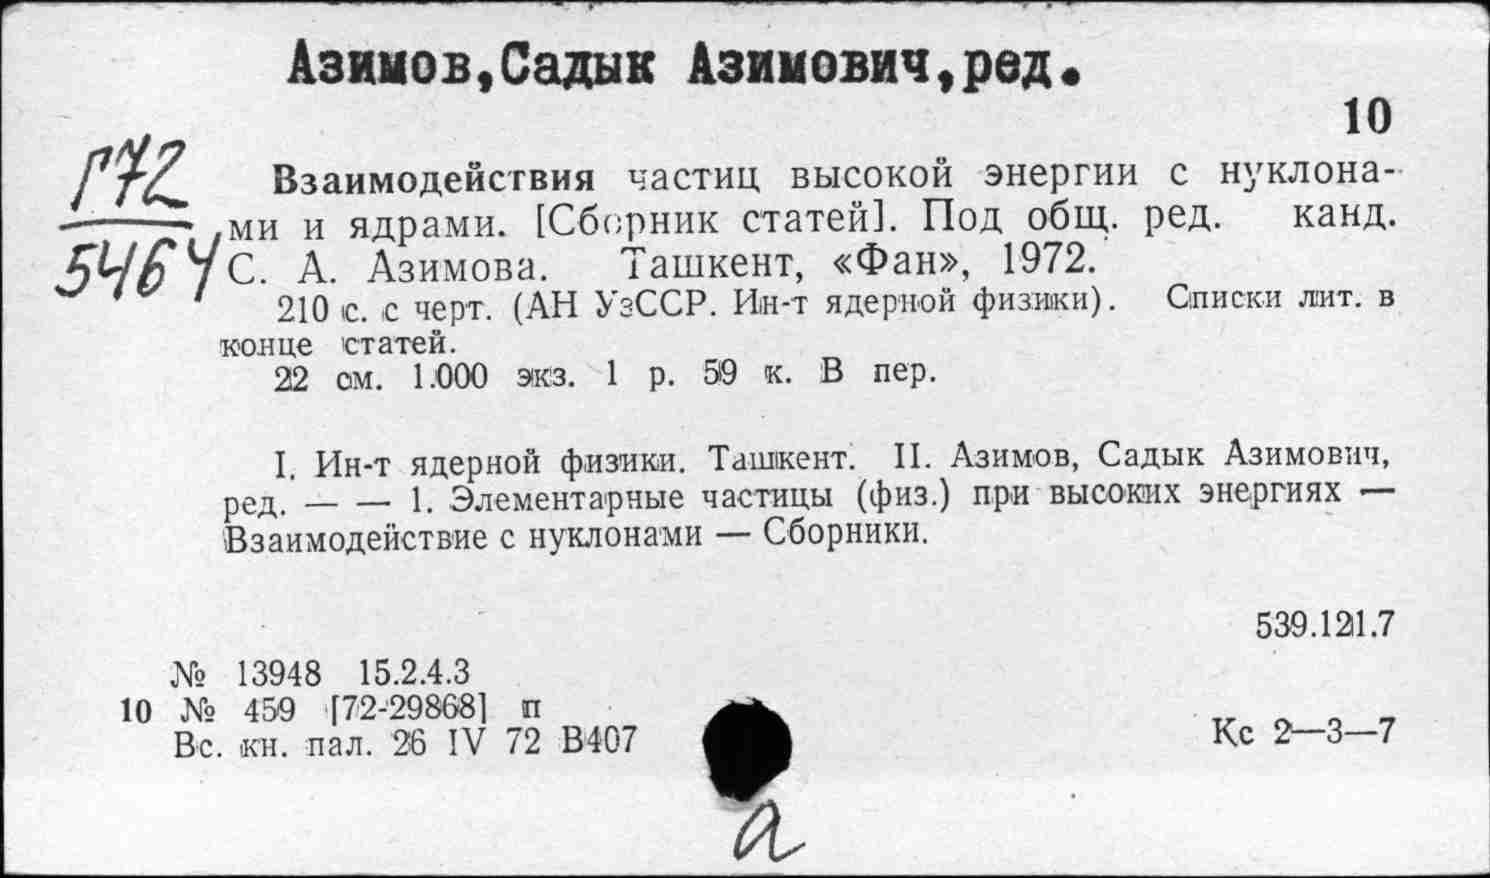 Азимов,Садык Азимович,ред.
10
Г72
5464
Взаимодействия частиц высокой энергии с нуклона-
ми и ядрами. [Сборник статей]. Под общ. ред. канд.
С. А. Азимова. Ташкент, «Фан», 1972.
210 с. с черт. (АН УзССР. Ин-т ядерной физики). Списки лит. в
конце статей.
22 см. 1.000 экз. 1 р. 59 к. В пер.
I. Ин-т ядерной физики. Ташкент. II. Азимов, Садык Азимович,
ред. — — 1. Элементарные частицы (физ.) при высоких энергиях —
Взаимодействие с нуклонами — Сборники.
539.121.7
№ 13948 15.2.4.3
10 № 459 [72-29868] п
Вс. кн. пал. 26 IV 72 В407
Кс 2—3—7
а